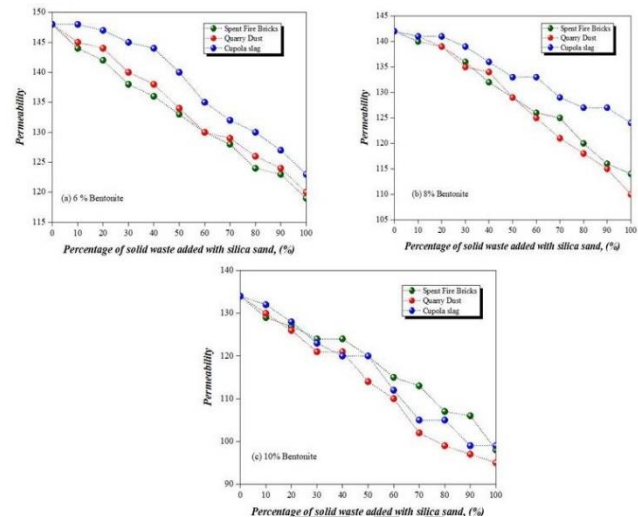 150
145
140
135
130
125
120
115
Permeability
Spent Fire Bricks
Quarry Dust
Cupola slag
(a) 6 % Bentonite
0 10 20 30 40 50 60 70 80 90 100
Percentage of solid waste added with silica sand, (%)
145
140
135
130
125
120
115
110
105
Permeability
Spent Fire Bricks
Quarry Dust
Cupola slag
(b) 8% Bentonite
0 10 20 30 40 50 60 70 80 90 100
Percentage of solid waste added with silica sand, (%)
140
130
120
110
100
90
Permeability
Spent Fire Bricks
Quarry Dust
Cupola slag
(c) 10% Bentonite
0 10 20 30 40 50 60 70 80 90 100
Percentage of solid waste added with silica sand, (%)